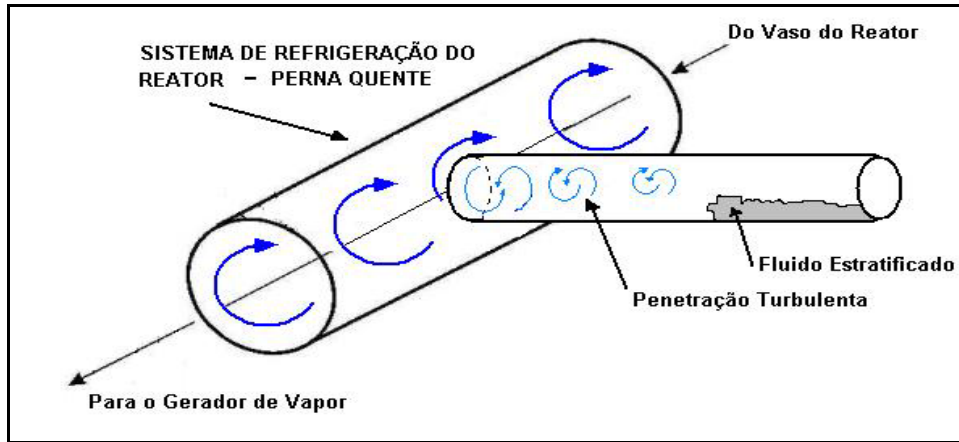 Do Vaso do Reator
SISTEMA DE REFRIGERAÇÃO DO
REATOR - PERNA QUENTE
Fluido Estratificado
Penetração Turbulenta
Para o Gerador de Vapor